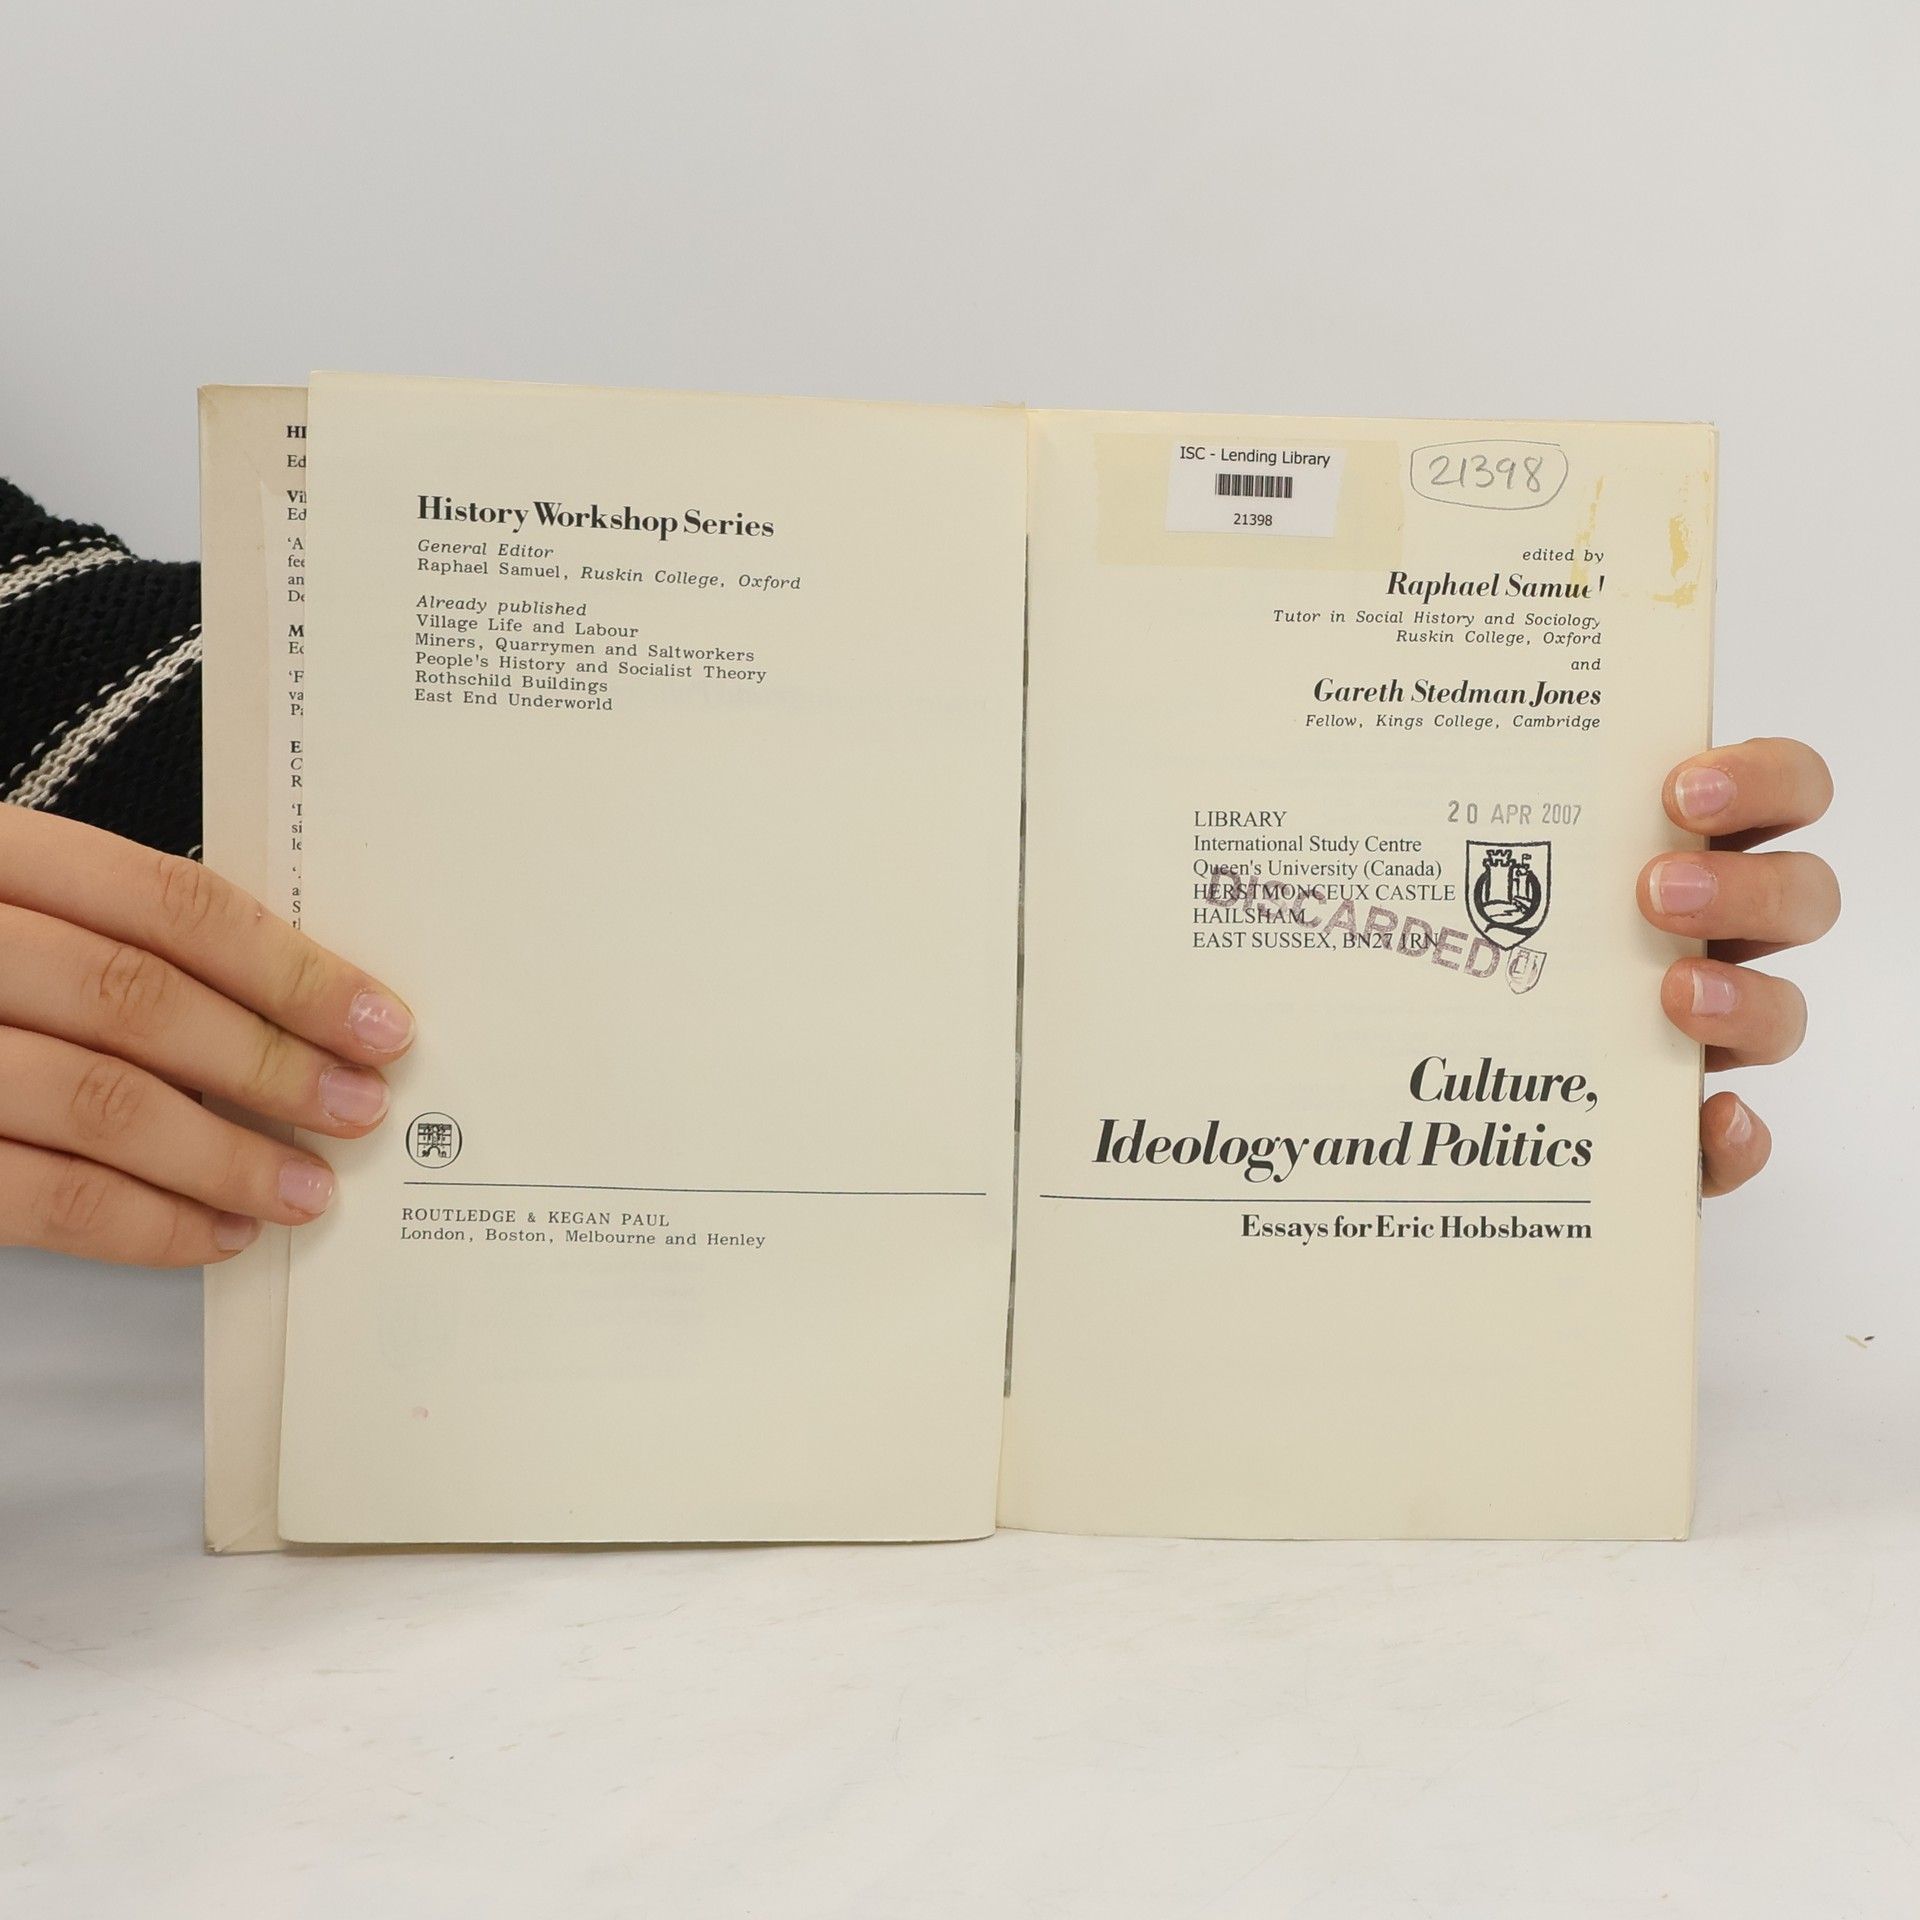 History Workshop Series
General Editor
Raphael Samuel, Ruskin College, Oxford
Already published
Village Life and Labour
Miners, Quarrymen and Saltworkers
People's History and Socialist Theory
Rothschild Buildings
East End Underworld
ROUTLEDGE & KEGAN PAUL
London, Boston, Melbourne and Henley
ISC - Lending Library
21398
21398
edited by
Raphael Samuel
Tutor in Social History and Sociology
Ruskin College, Oxford
and
Gareth Stedman Jones
Fellow, Kings College, Cambridge
20 APR 2007
LIBRARY
International Study Centre
Queen's University (Canada)
HERSTMONCEUX CASTLE
HAILSHAM
EAST SUSSEX, BN27 1RN
DISCARDED
Culture,
Ideology and Politics
Essays for Eric Hobsbawm